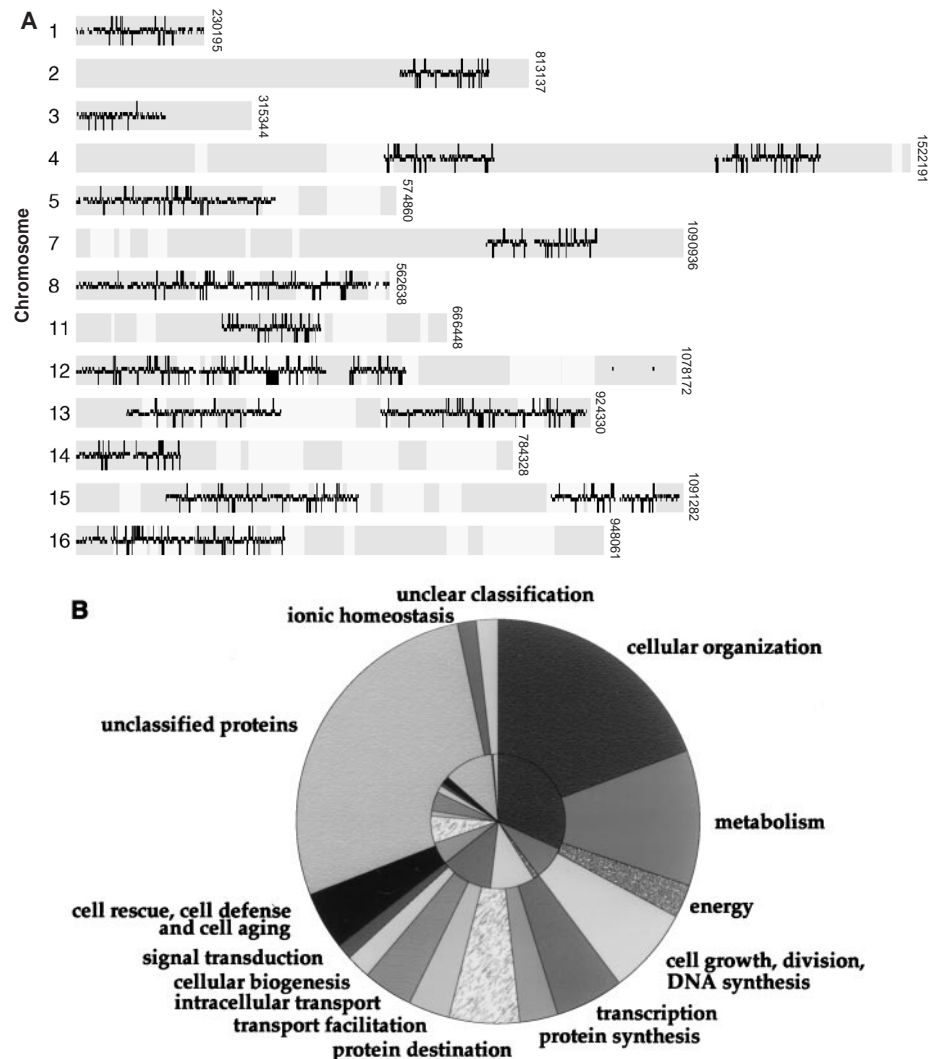 A
Chromosome
1
230195
2
813137
3
315344
4
1522191
5
574860
7
1090936
8
562638
11
666448
12
1078172
13
924330
14
784328
15
1091282
16
948061
B
unclear classification
ionic homeostasis
cellular organization
unclassified proteins
metabolism
energy
cell rescue, cell defense
and cell aging
cell growth, division,
DNA synthesis
signal transduction
cellular biogenesis
intracellular transport
transport facilitation
protein destination
transcription
protein synthesis